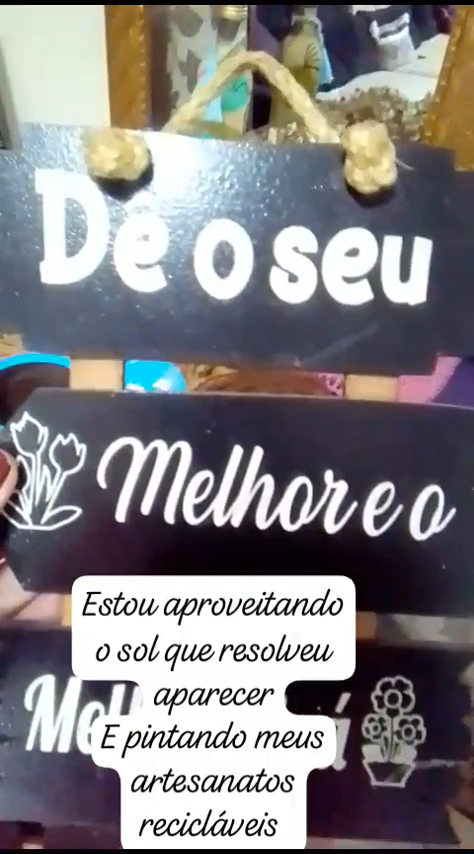 Dê o seu
Melhor e o
Estou aproveitando
o sol que resolveu
aparecer
E pintando meus
artesanatos
recicláveis